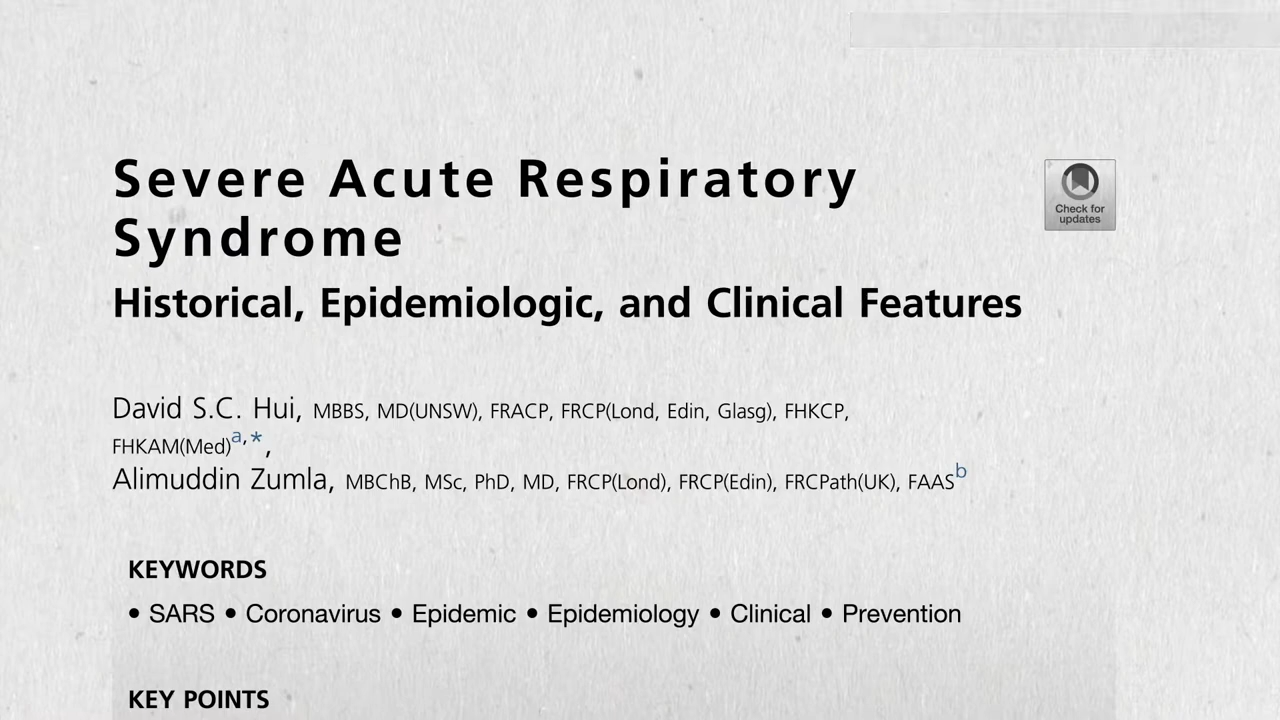 Severe Acute Respiratory
Syndrome
Check for
updates
Historical, Epidemiologic, and Clinical Features
David S.C. Hui, MBBS, MD(UNSW), FRACP, FRCP(Lond, Edin, Glasg), FHKCP,
FHKAM(Med)a,*,
Alimuddin Zumla, MBChB, MSc, PhD, MD, FRCP(Lond), FRCP(Edin), FRCPath(UK), FAASb
KEYWORDS
• SARS • Coronavirus • Epidemic • Epidemiology • Clinical • Prevention
KEY POINTS